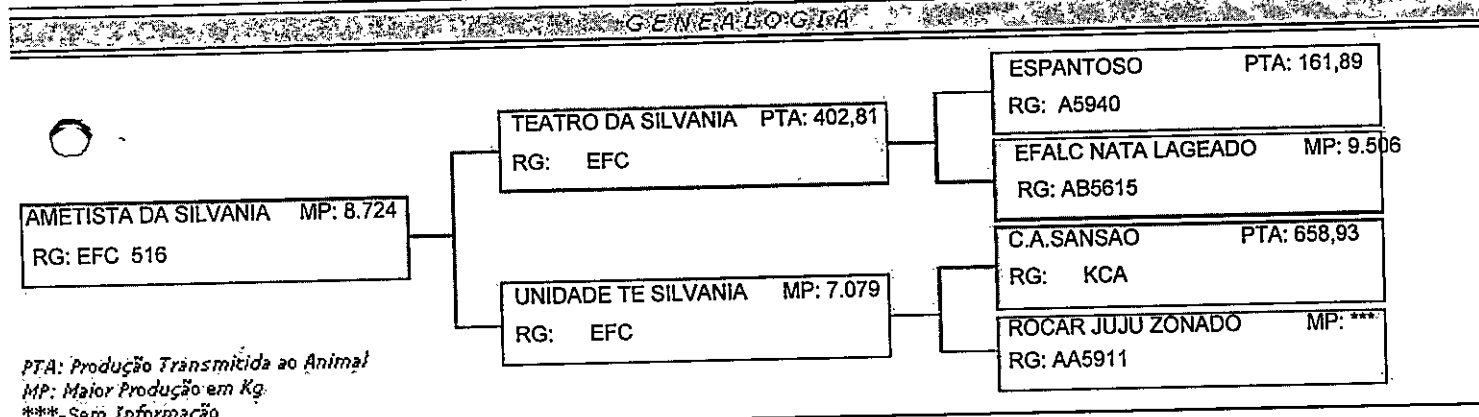 GENEALOGIA
ESPANTOSO PTA: 161,89
RG: A5940
TEATRO DA SILVANIA PTA: 402,81
RG: EFC
EFALC NATA LAGEADO MP: 9.506
RG: AB5615
AMETISTA DA SILVANIA MP: 8.724
RG: EFC 516
C.A.SANSAO PTA: 658,93
RG: KCA
UNIDADE TE SILVANIA MP: 7.079
RG: EFC
ROCAR JUJU ZONADO MP: ***
RG: AA5911
PTA: Produção Transmitida ao Animal
MP: Maior Produção em Kg.
***-Sem Informação